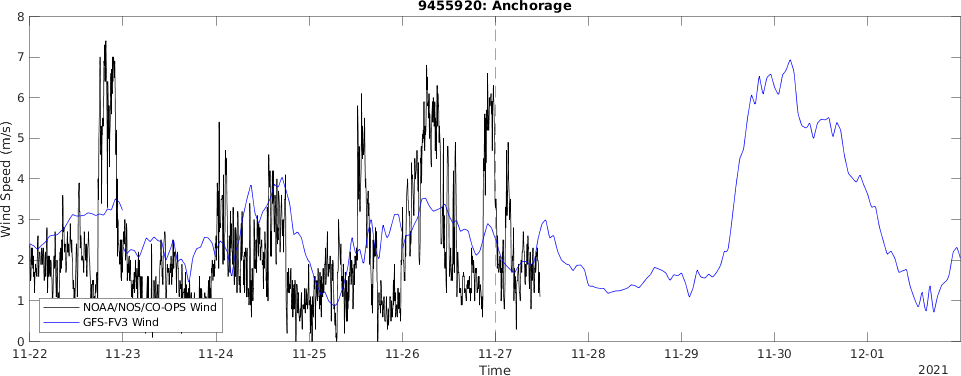 9455920: Anchorage
8
7
6
5
4
3
2
1
0
Wind Speed (m/s)
NOAA/NOS/CO-OPS Wind
GFS-FV3 Wind
11-22 11-23 11-24 11-25 11-26 11-27 11-28 11-29 11-30 12-01
Time
2021